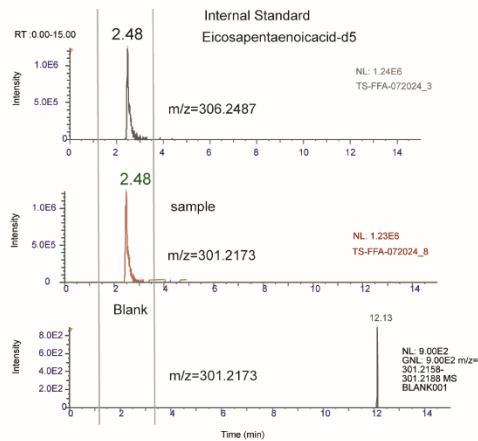 Internal Standard
RT :0.00-15.00
2.48
Eicosapentaenoicacid-d5
Intensity
1.0E6
5.0E5
0
NL: 1.24E6
TS-FFA-072024_3
m/z=306.2487
0 2 4 6 8 10 12 14
2.48
sample
Intensity
1.0E6
5.0E5
0
m/z=301.2173
NL: 1.23E6
TS-FFA-072024_8
0 2 4 6 8 10 12 14
Blank
12.13
Intensity
8.0E2
6.0E2
4.0E2
2.0E2
0
m/z=301.2173
NL: 9.00E2
GNL: 9.00E2 m/z=
301.2158-
301.2188 MS
BLANK001
0 2 4 6 8 10 12 14
Time (min)